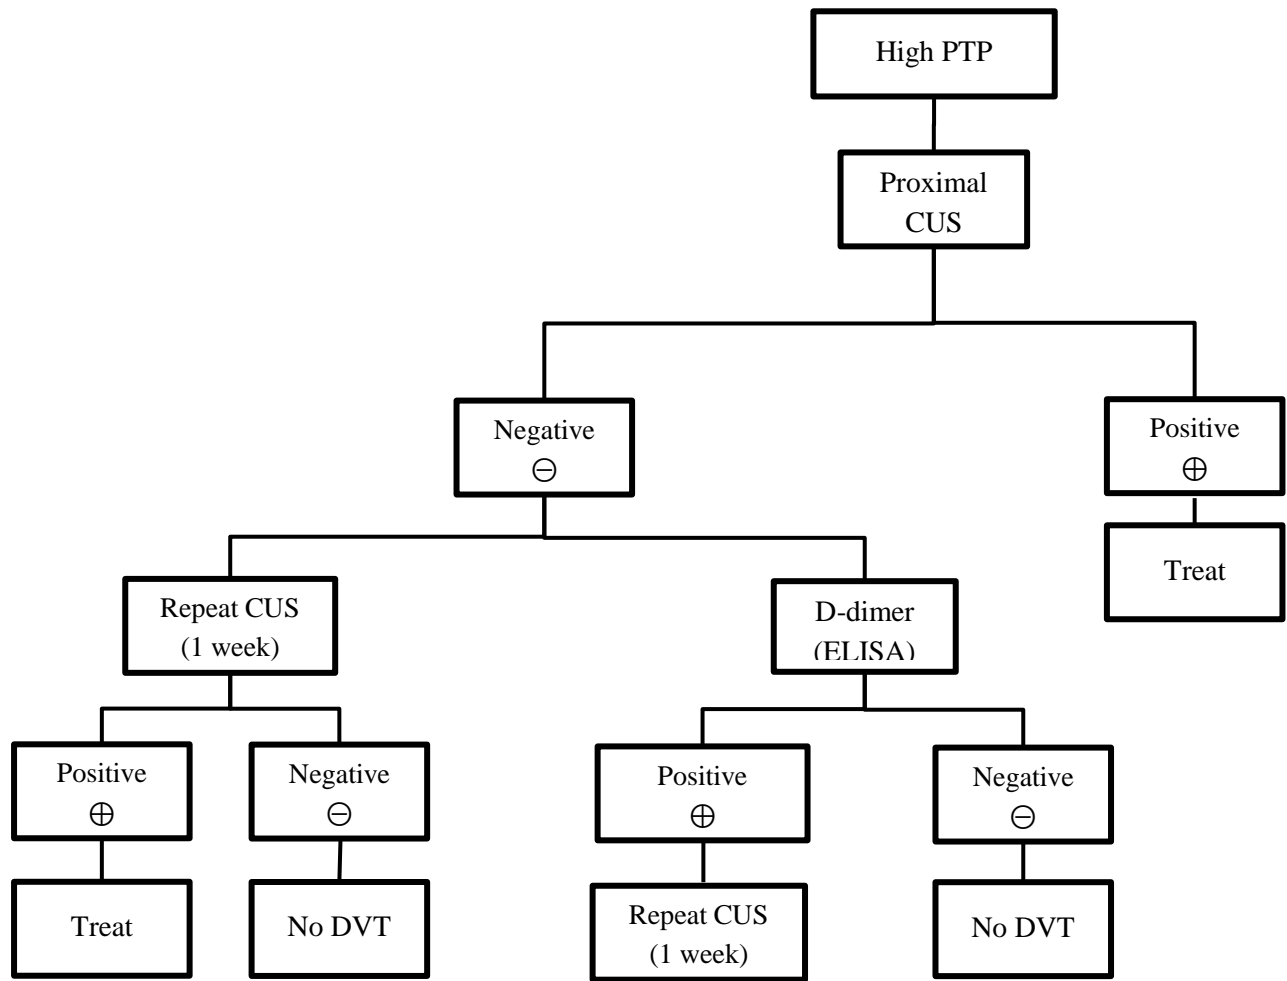 High PTP
Proximal
CUS
Negative
⊖
Positive
⊕
Treat
Repeat CUS
(1 week)
D-dimer
(ELISA)
Positive
⊕
Negative
⊖
Positive
⊕
Negative
⊖
Treat
No DVT
Repeat CUS
(1 week)
No DVT